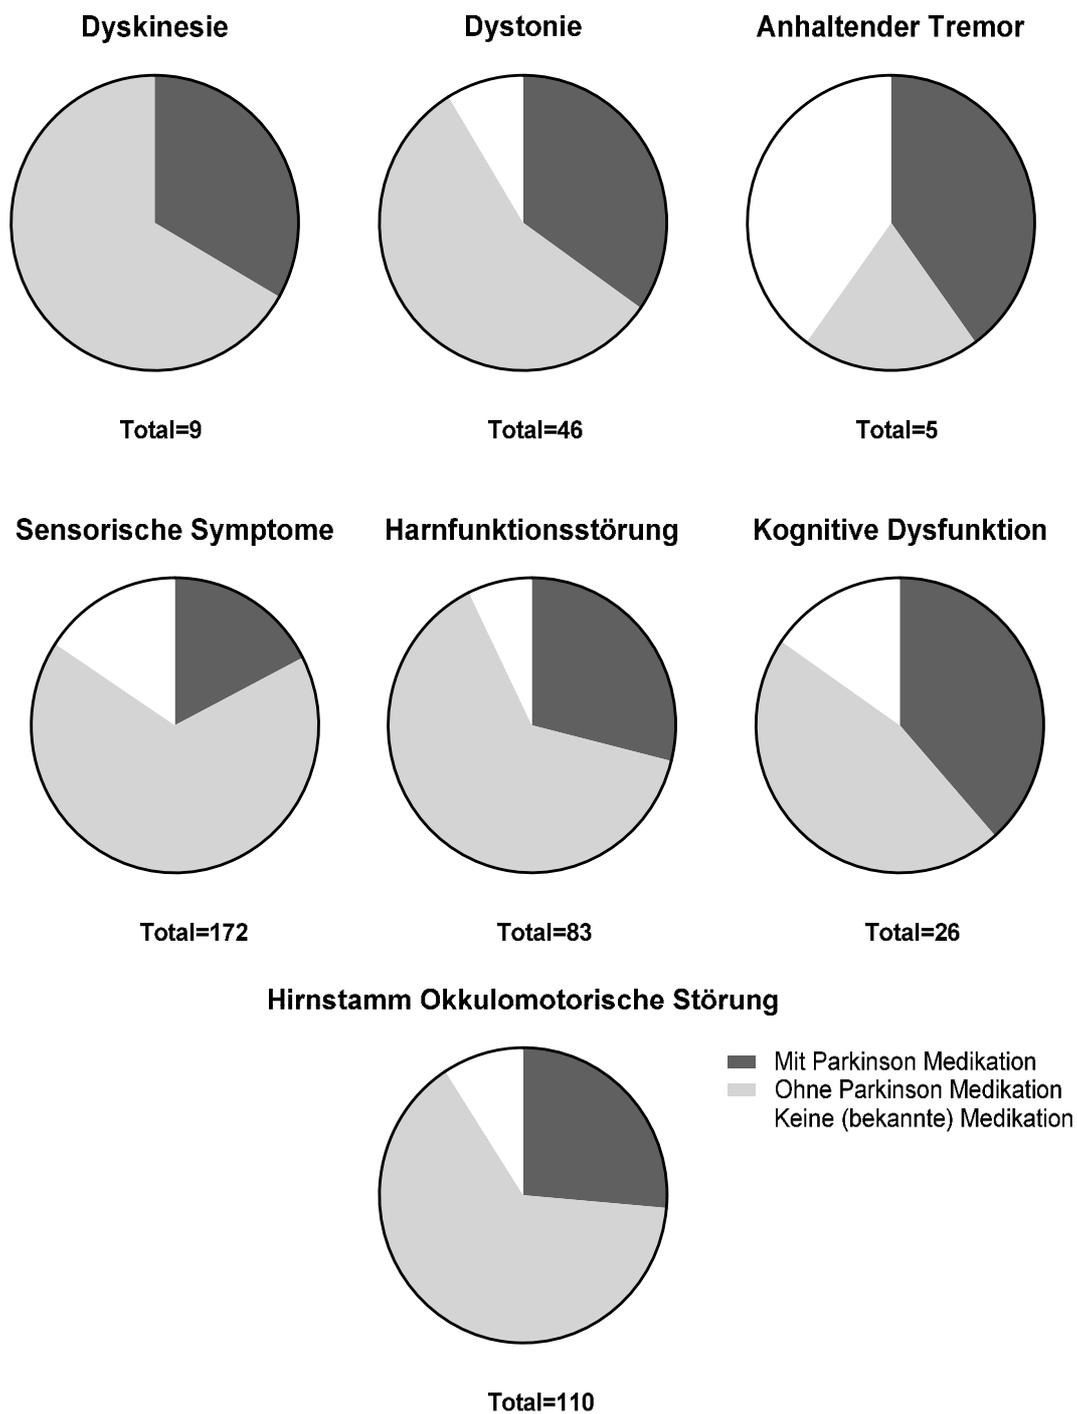 Dyskinesie
Dystonie
Anhaltender Tremor
Total=9
Total=46
Total=5
Sensorische Symptome
Harnfunktionsstörung
Kognitive Dysfunktion
Total=172
Total=83
Total=26
Hirnstamm Okkulomotorische Störung
Mit Parkinson Medikation
Ohne Parkinson Medikation
Keine (bekannte) Medikation
Total=110